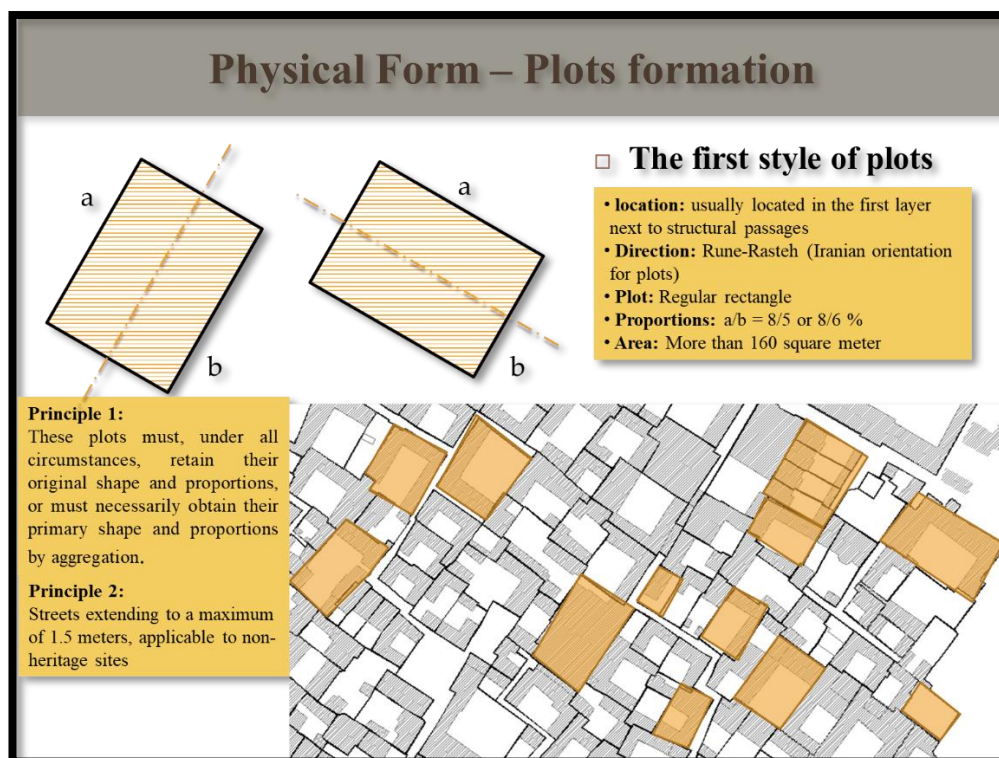 Physical Form – Plots formation
a
b
a
b
The first style of plots
• location: usually located in the first layer
next to structural passages
• Direction: Rune-Rasteh (Iranian orientation
for plots)
• Plot: Regular rectangle
• Proportions: a/b = 8/5 or 8/6 %
• Area: More than 160 square meter
Principle 1:
These plots must, under all
circumstances, retain their
original shape and proportions,
or must necessarily obtain their
primary shape and proportions
by aggregation.
Principle 2:
Streets extending to a maximum
of 1.5 meters, applicable to non-
heritage sites